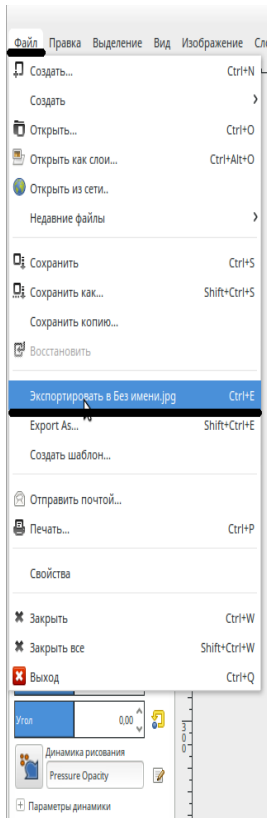 Файл Правка Выделение Вид Изображение
Создать... Ctrl+N
Создать
Открыть... Ctrl+O
Открыть как слои... Ctrl+Alt+O
Открыть из сети..
Недавние файлы
Сохранить Ctrl+S
Сохранить как... Shift+Ctrl+S
Сохранить копию...
Восстановить
Экспортировать в Без имени.jpg Ctrl+E
Export As... Shift+Ctrl+E
Создать шаблон...
Отправить почтой...
Печать... Ctrl+P
Свойства
Закрыть Ctrl+W
Закрыть все Shift+Ctrl+W
Выход Ctrl+Q
Угол 0,00
300
Динамика рисования
Pressure Opacity
Параметры динамики